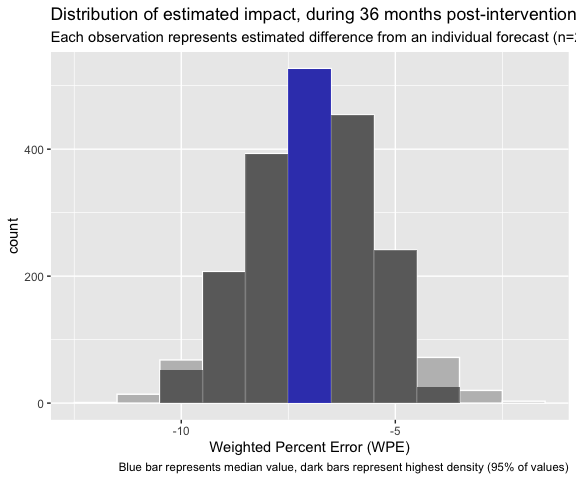 Distribution of estimated impact, during 36 months post-intervention
Each observation represents estimated difference from an individual forecast
400
200
0
count
-10
-5
Weighted Percent Error (WPE)
Blue bar represents median value, dark bars represent highest density (95% of values)